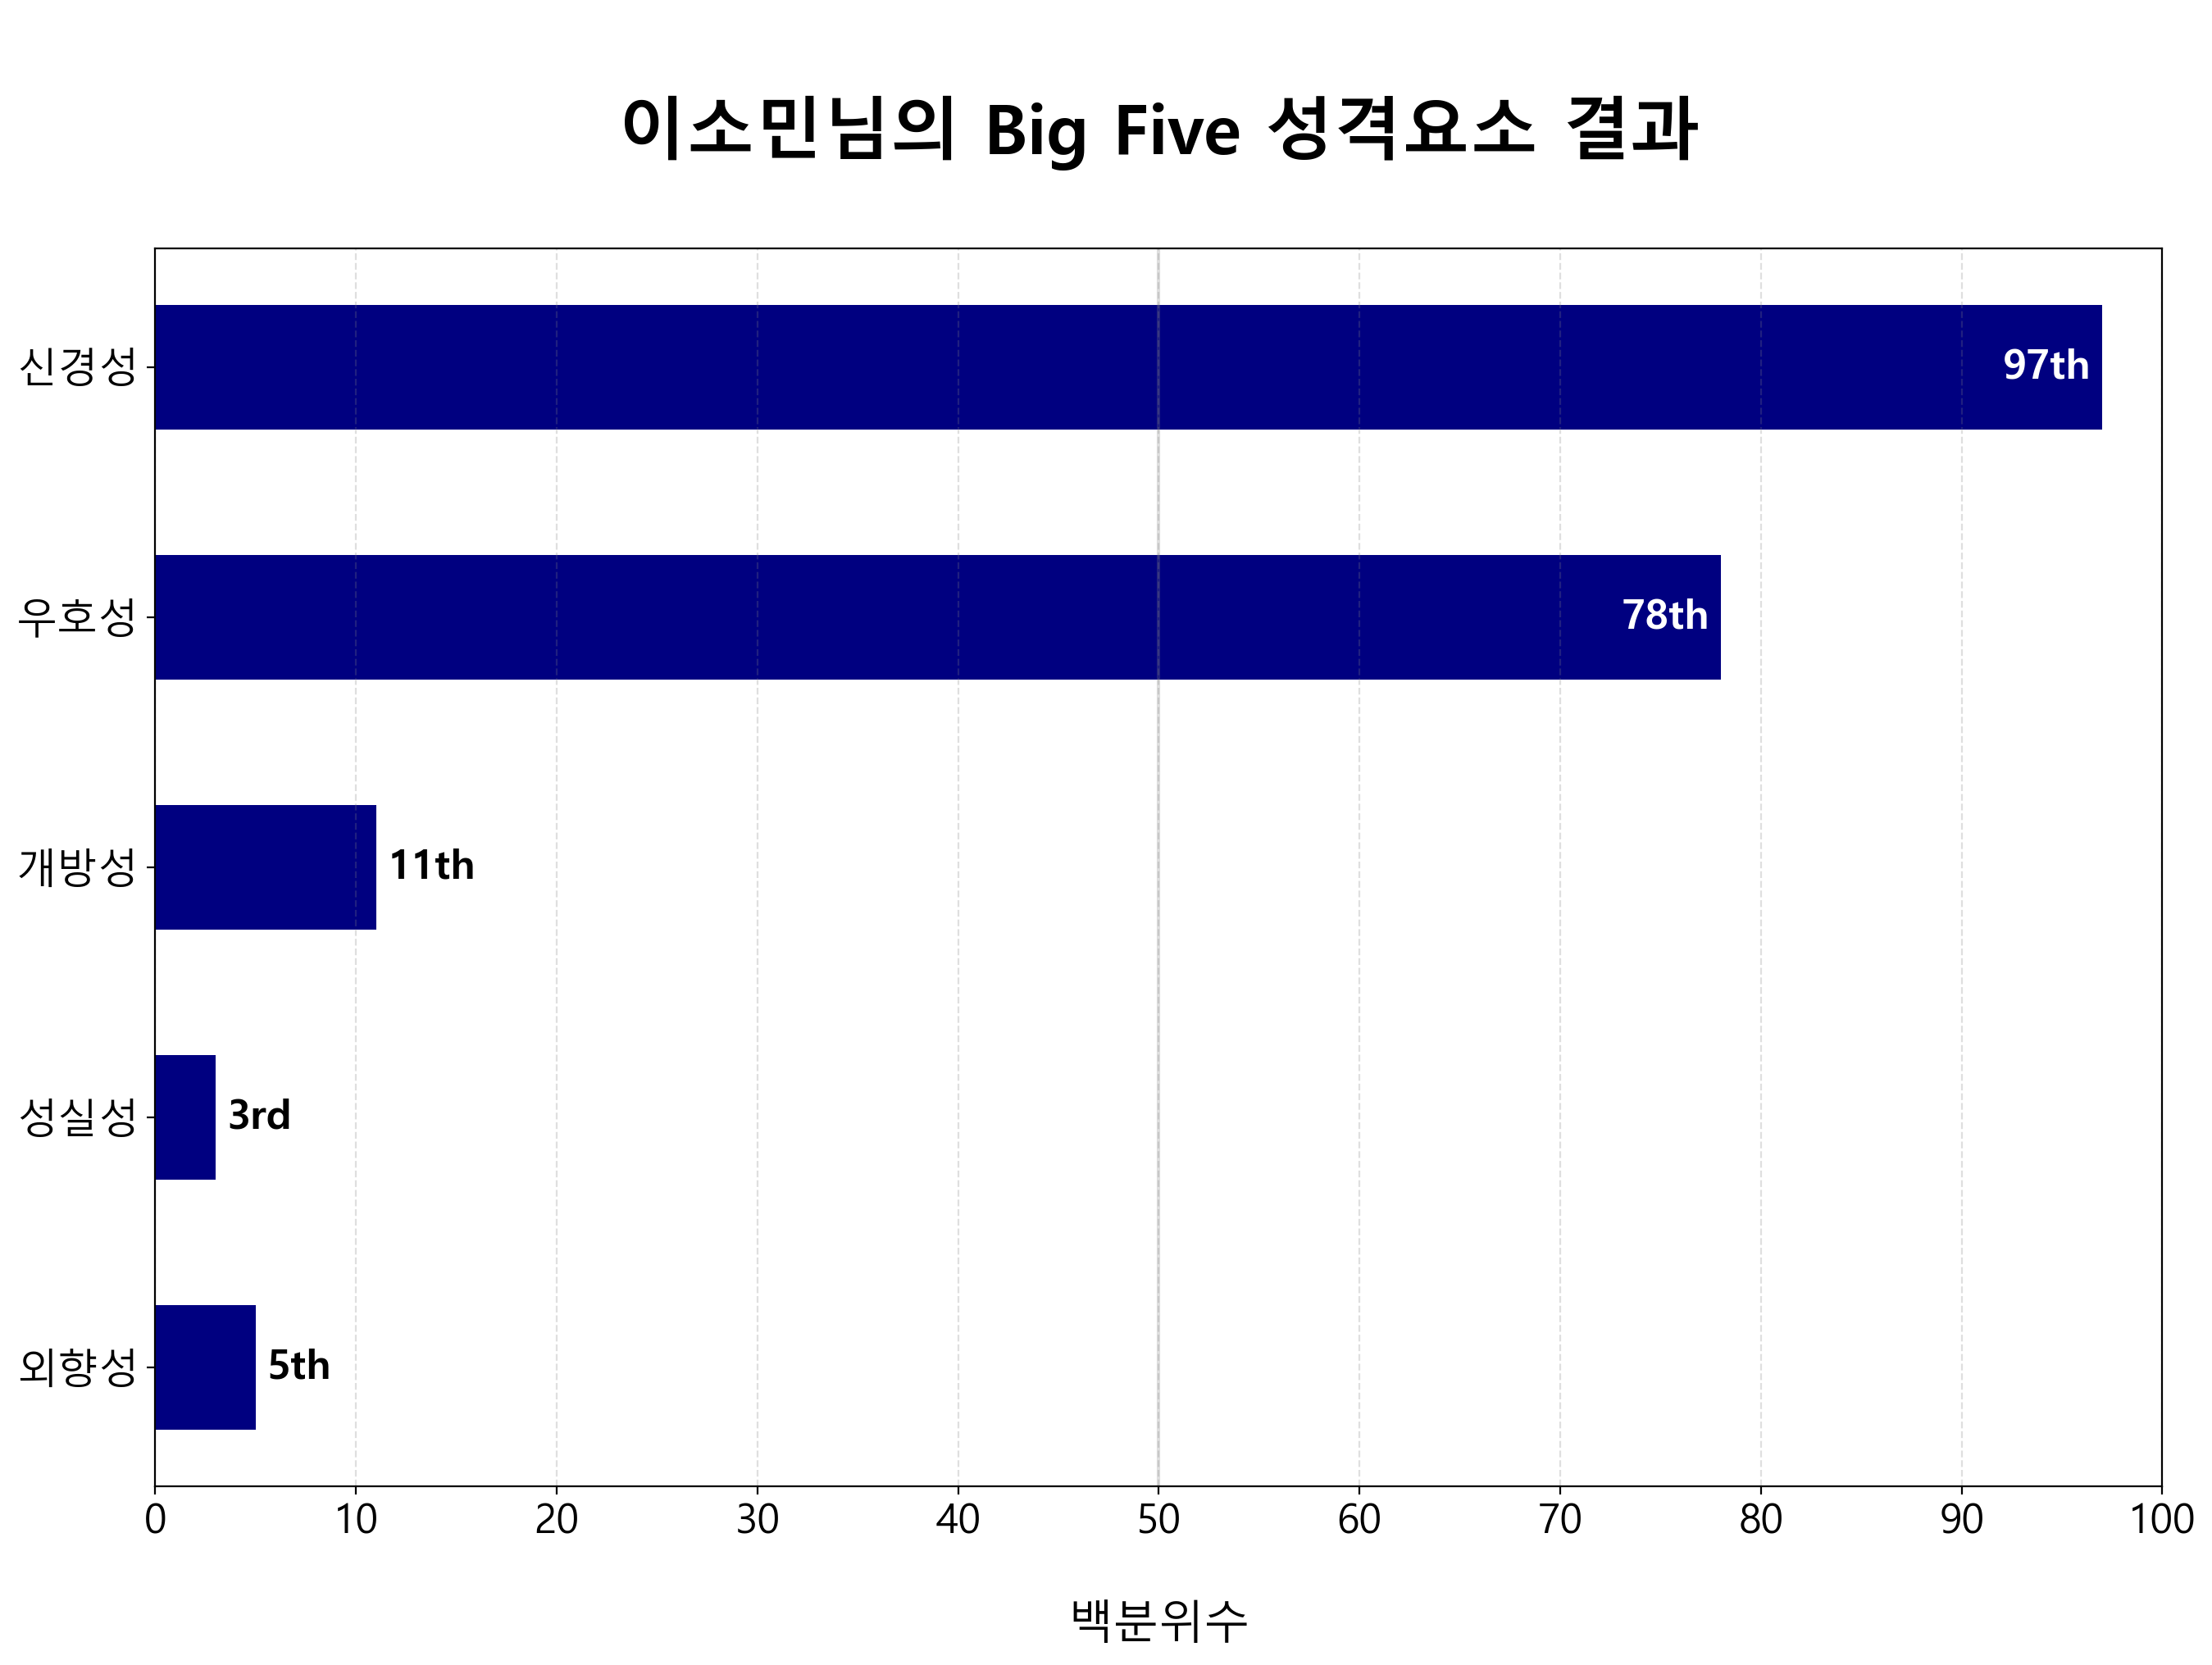 이소민님의 Big Five 성격요소 결과
신경성 97th
우호성 78th
개방성 11th
성실성 3rd
외향성 5th
0 10 20 30 40 50 60 70 80 90 100
백분위수